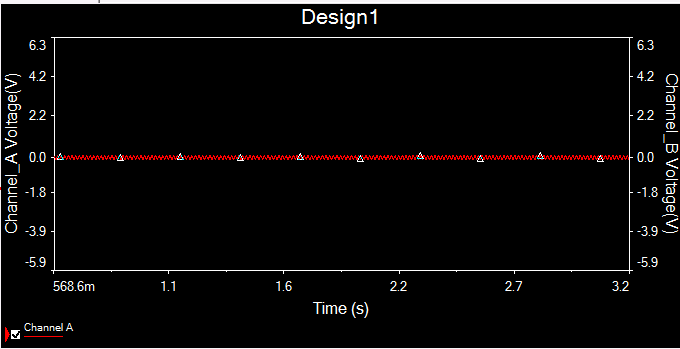 Design1
Channel_A Voltage(V)
6.3
4.2
2.2
0.0
-1.8
-3.9
-5.9
6.3
4.2
2.2
0.0
-1.8
-3.9
-5.9
Channel_B Voltage(V)
568.6m 1.1 1.6 2.2 2.7 3.2
Time (s)
Channel A